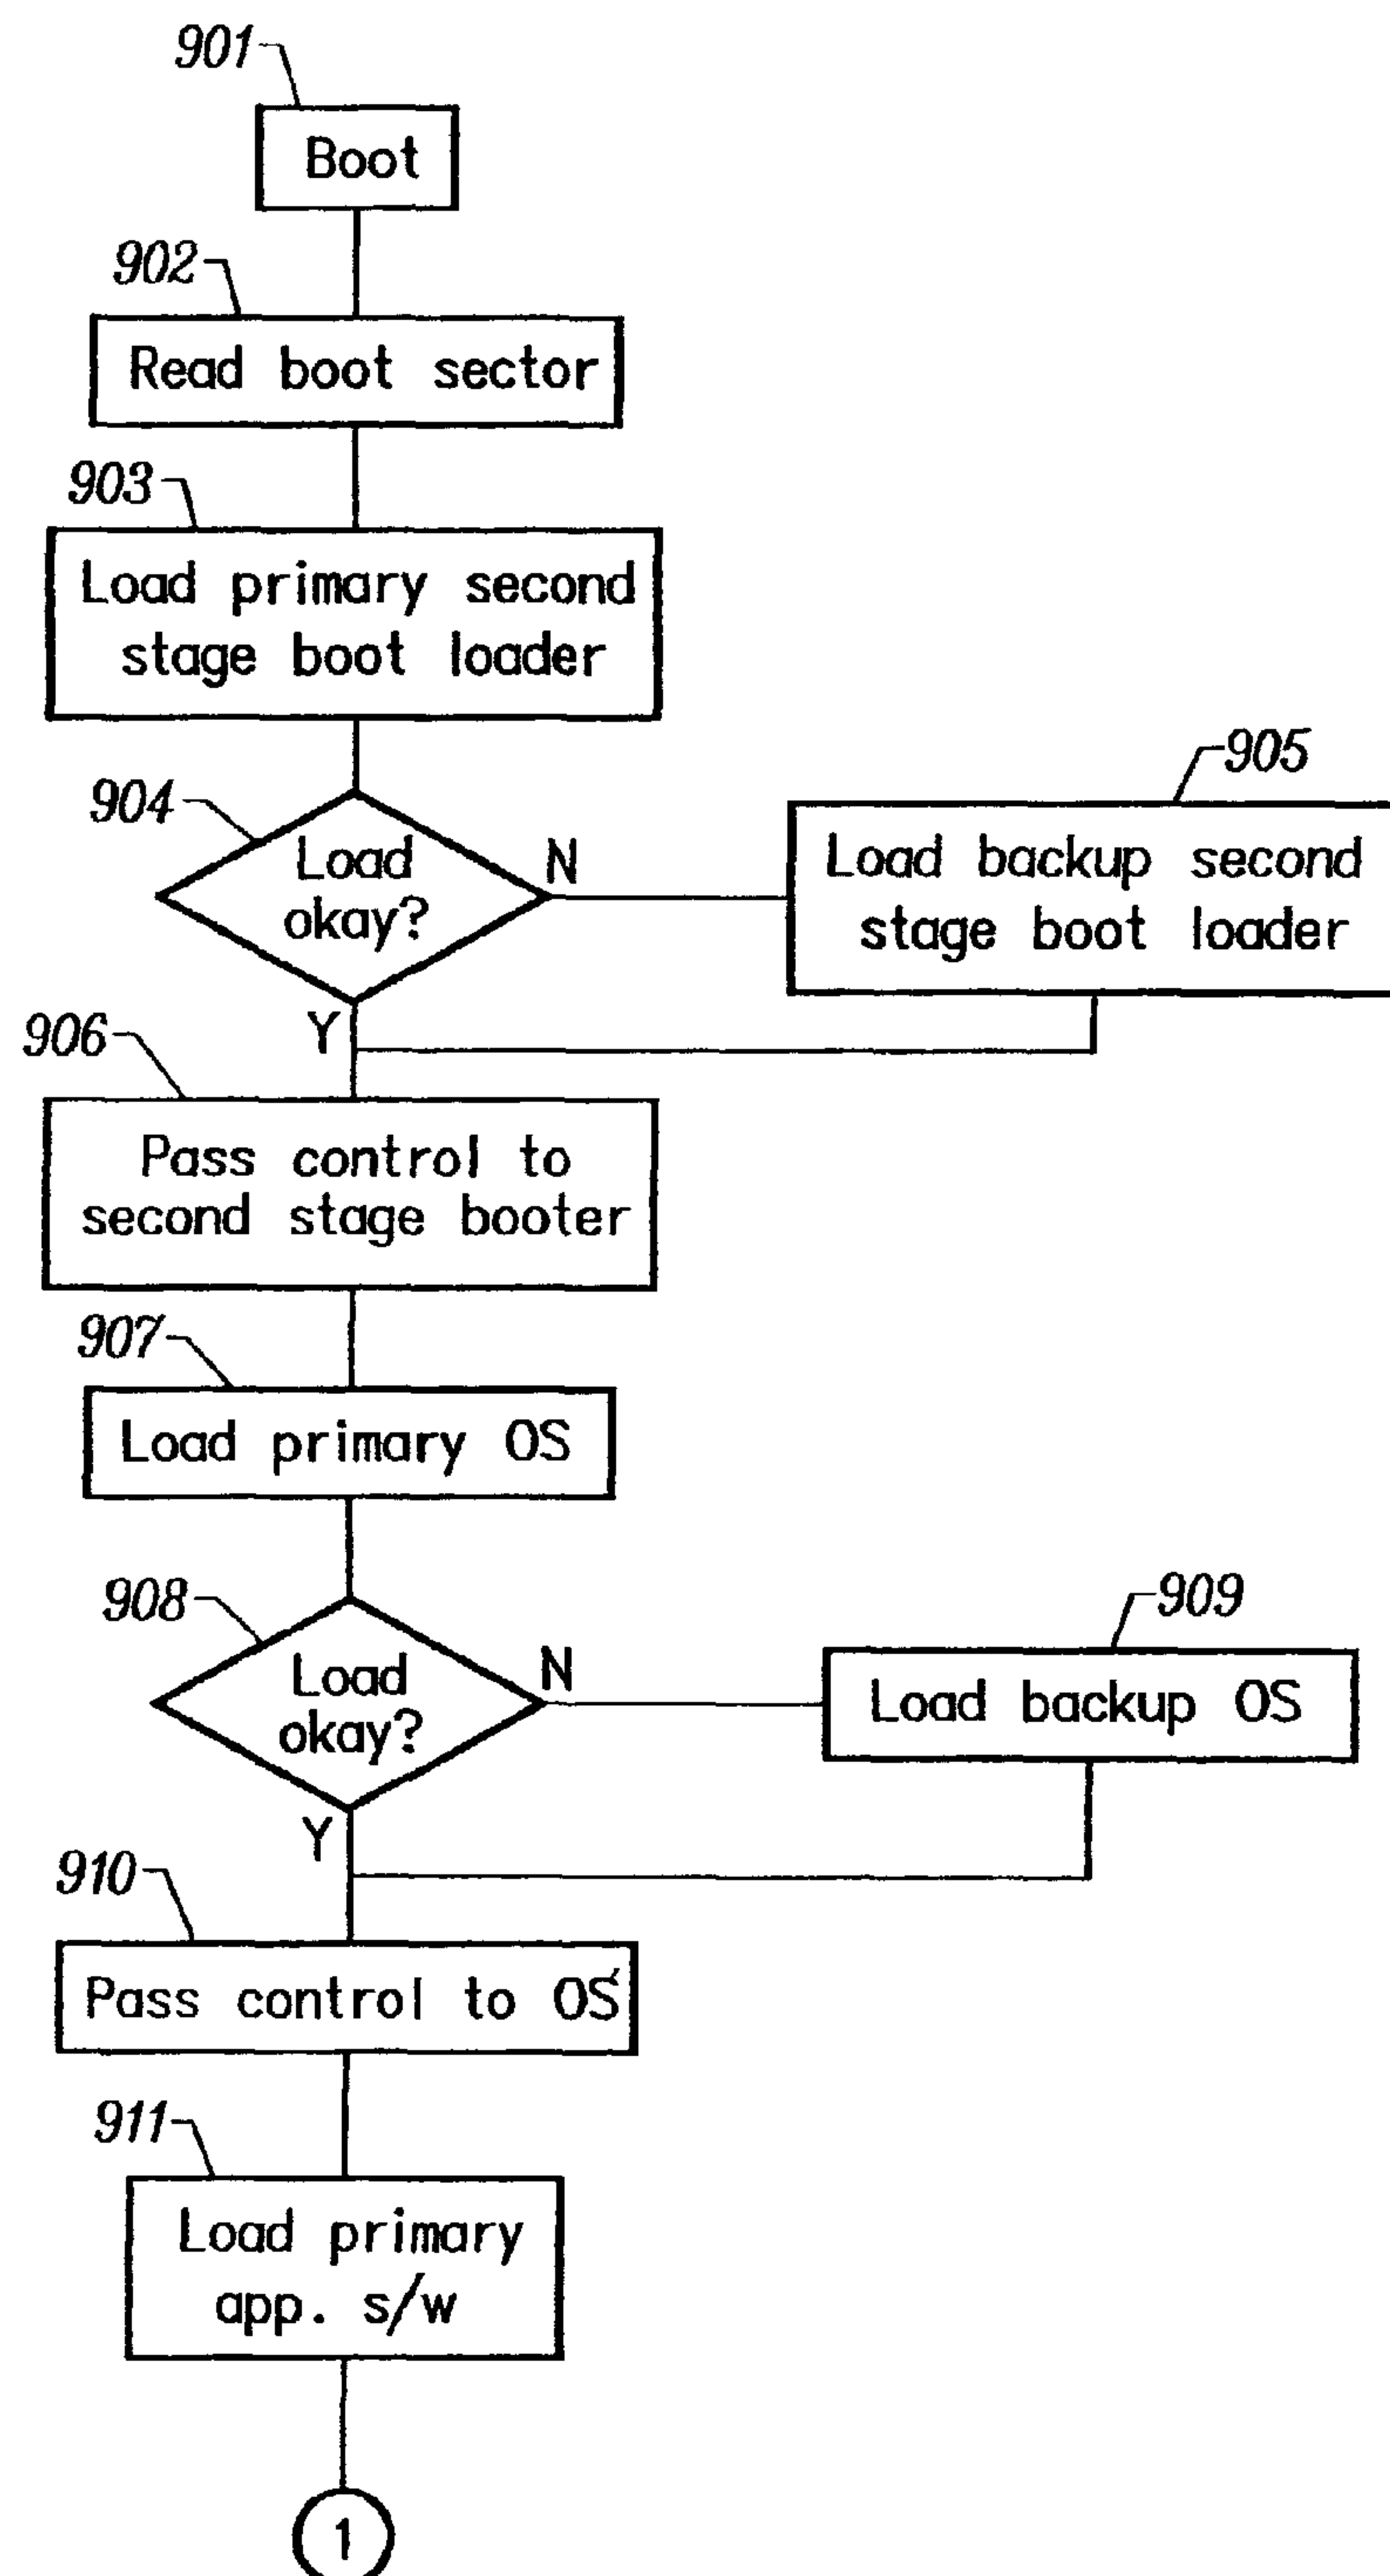 901
Boot
902
Read boot sector
903
Load primary second
stage boot loader
904
Load
okay?
N
905
Load backup second
stage boot loader
Y
906
Pass control to
second stage booter
907
Load primary OS
908
Load
okay?
N
909
Load backup OS
Y
910
Pass control to OS
911
Load primary
app. s/w
1